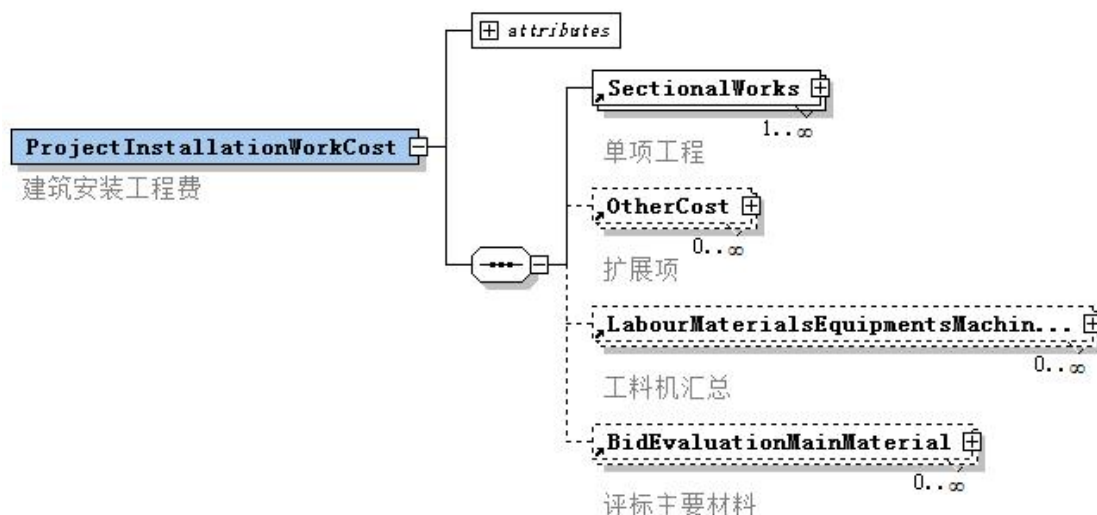 attributes
SectionalWorks
1..∞
单项工程
ProjectInstallationWorkCost
建筑安装工程费
OtherCost
0..∞
扩展项
LabourMaterialsEquipmentsMachin...
0..∞
工料机汇总
BidEvaluationMainMaterial
0..∞
评标主要材料